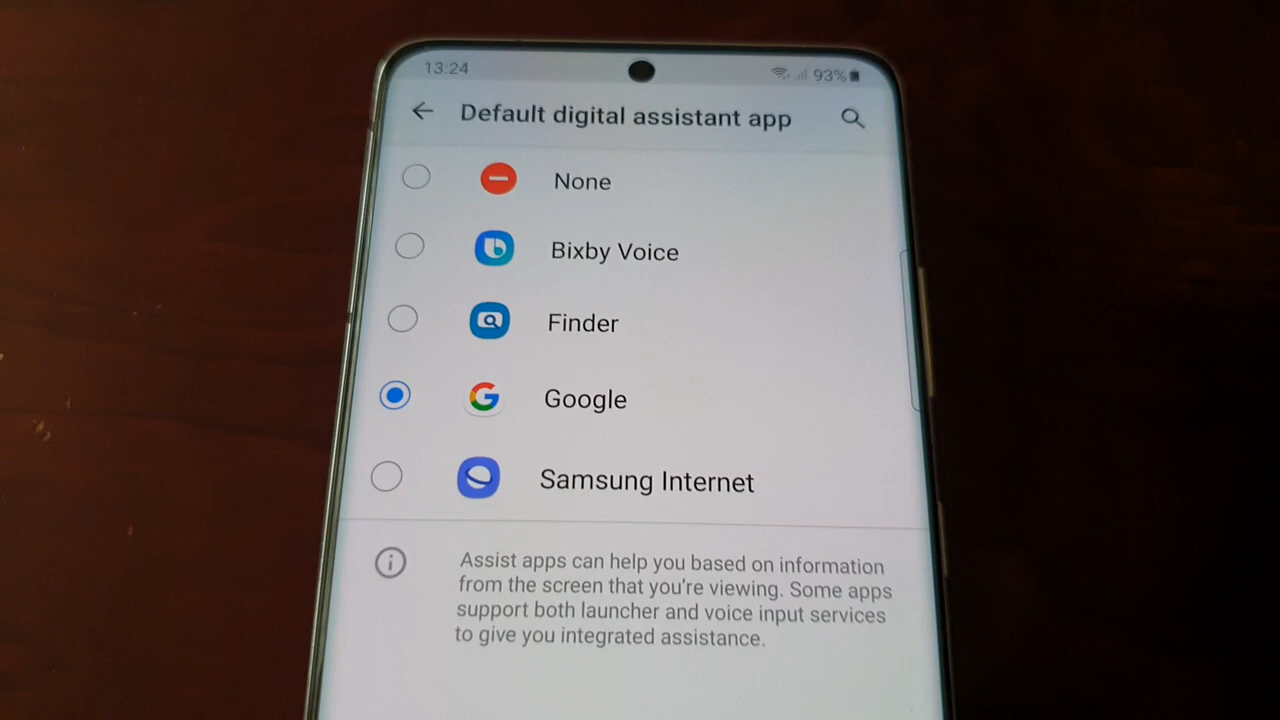 13:24
93%
Default digital assistant app
None
Bixby Voice
Finder
Google
Samsung Internet
Assist apps can help you based on information
from the screen that you're viewing. Some apps
support both launcher and voice input services
to give you integrated assistance.